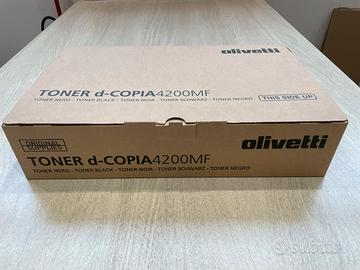 olivetti
TONER d-COPIA4200MF
TONER NERO - TONER BLACK - TONER NOIR - TONER SCHWARZ - TONER NEGRO
THIS SIDE UP
ORIGINAL
SUPPLIES
olivetti
TONER d-COPIA4200MF
TONER NERO - TONER BLACK - TONER NOIR - TONER SCHWARZ - TONER NEGRO
subito